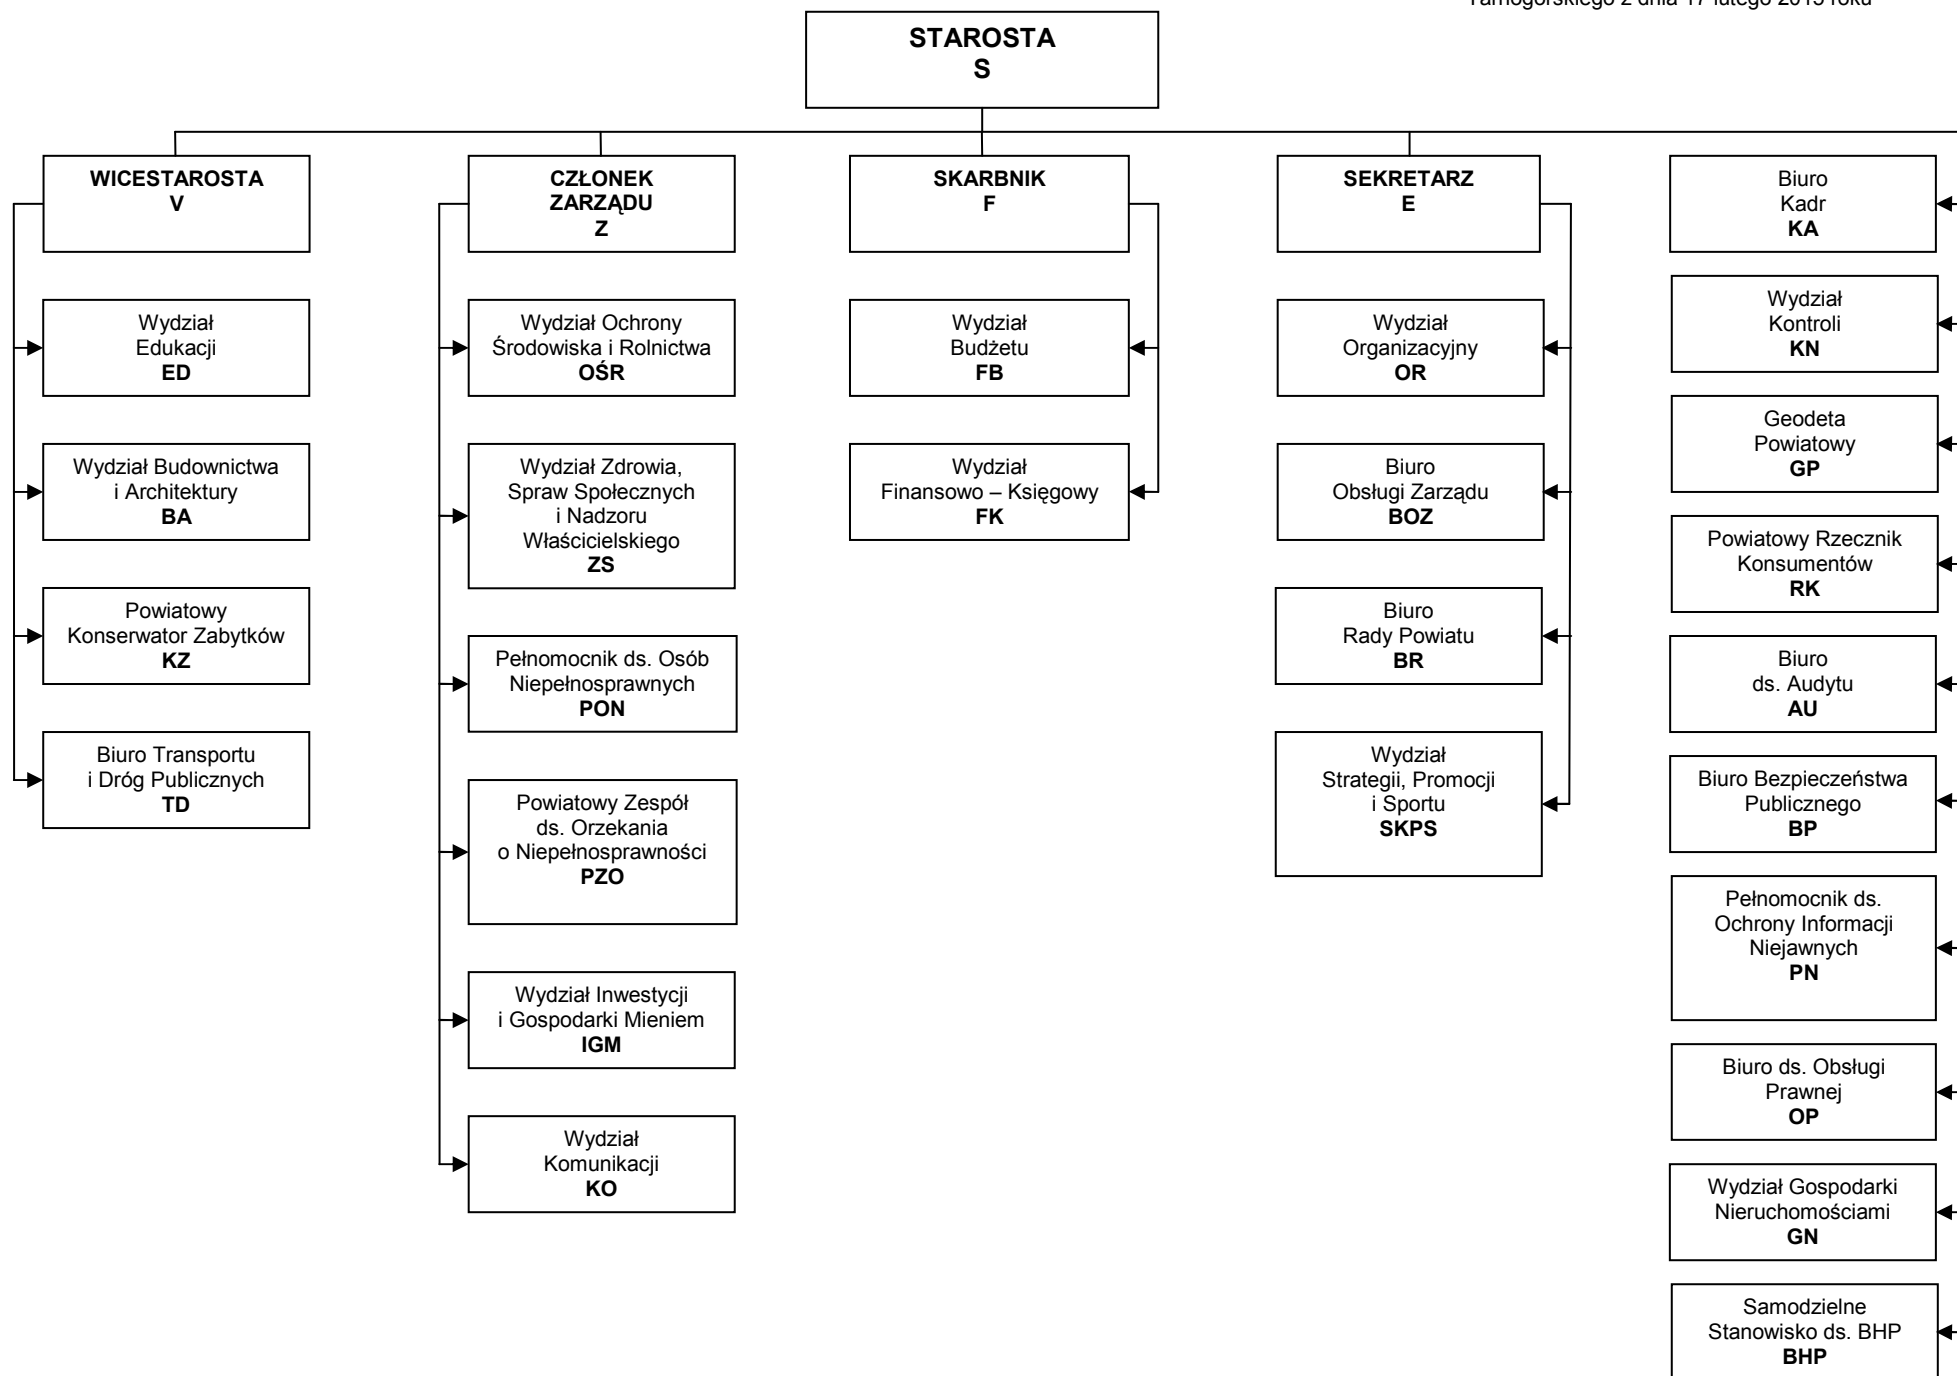 Tarnogórskiego z dnia 17 lutego 2015 roku
STAROSTA
S
WICESTAROSTA
V
Wydział
Edukacji
ED
Wydział Budownictwa
i Architektury
BA
Powiatowy
Konserwator Zabytków
KZ
Biuro Transportu
i Dróg Publicznych
TD
CZŁONEK
ZARZĄDU
Z
Wydział Ochrony
Środowiska i Rolnictwa
OŚR
Wydział Zdrowia,
Spraw Społecznych
i Nadzoru
Właścicielskiego
ZS
Pełnomocnik ds. Osób
Niepełnosprawnych
PON
Powiatowy Zespół
ds. Orzekania
o Niepełnosprawności
PZO
Wydział Inwestycji
i Gospodarki Mieniem
IGM
Wydział
Komunikacji
KO
SKARBNIK
F
Wydział
Budżetu
FB
Wydział
Finansowo – Księgowy
FK
SEKRETARZ
E
Wydział
Organizacyjny
OR
Biuro
Obsługi Zarządu
BOZ
Biuro
Rady Powiatu
BR
Wydział
Strategii, Promocji
i Sportu
SKPS
Biuro
Kadr
KA
Wydział
Kontroli
KN
Geodeta
Powiatowy
GP
Powiatowy Rzecznik
Konsumentów
RK
Biuro
ds. Audytu
AU
Biuro Bezpieczeństwa
Publicznego
BP
Pełnomocnik ds.
Ochrony Informacji
Niejawnych
PN
Biuro ds. Obsługi
Prawnej
OP
Wydział Gospodarki
Nieruchomościami
GN
Samodzielne
Stanowisko ds. BHP
BHP